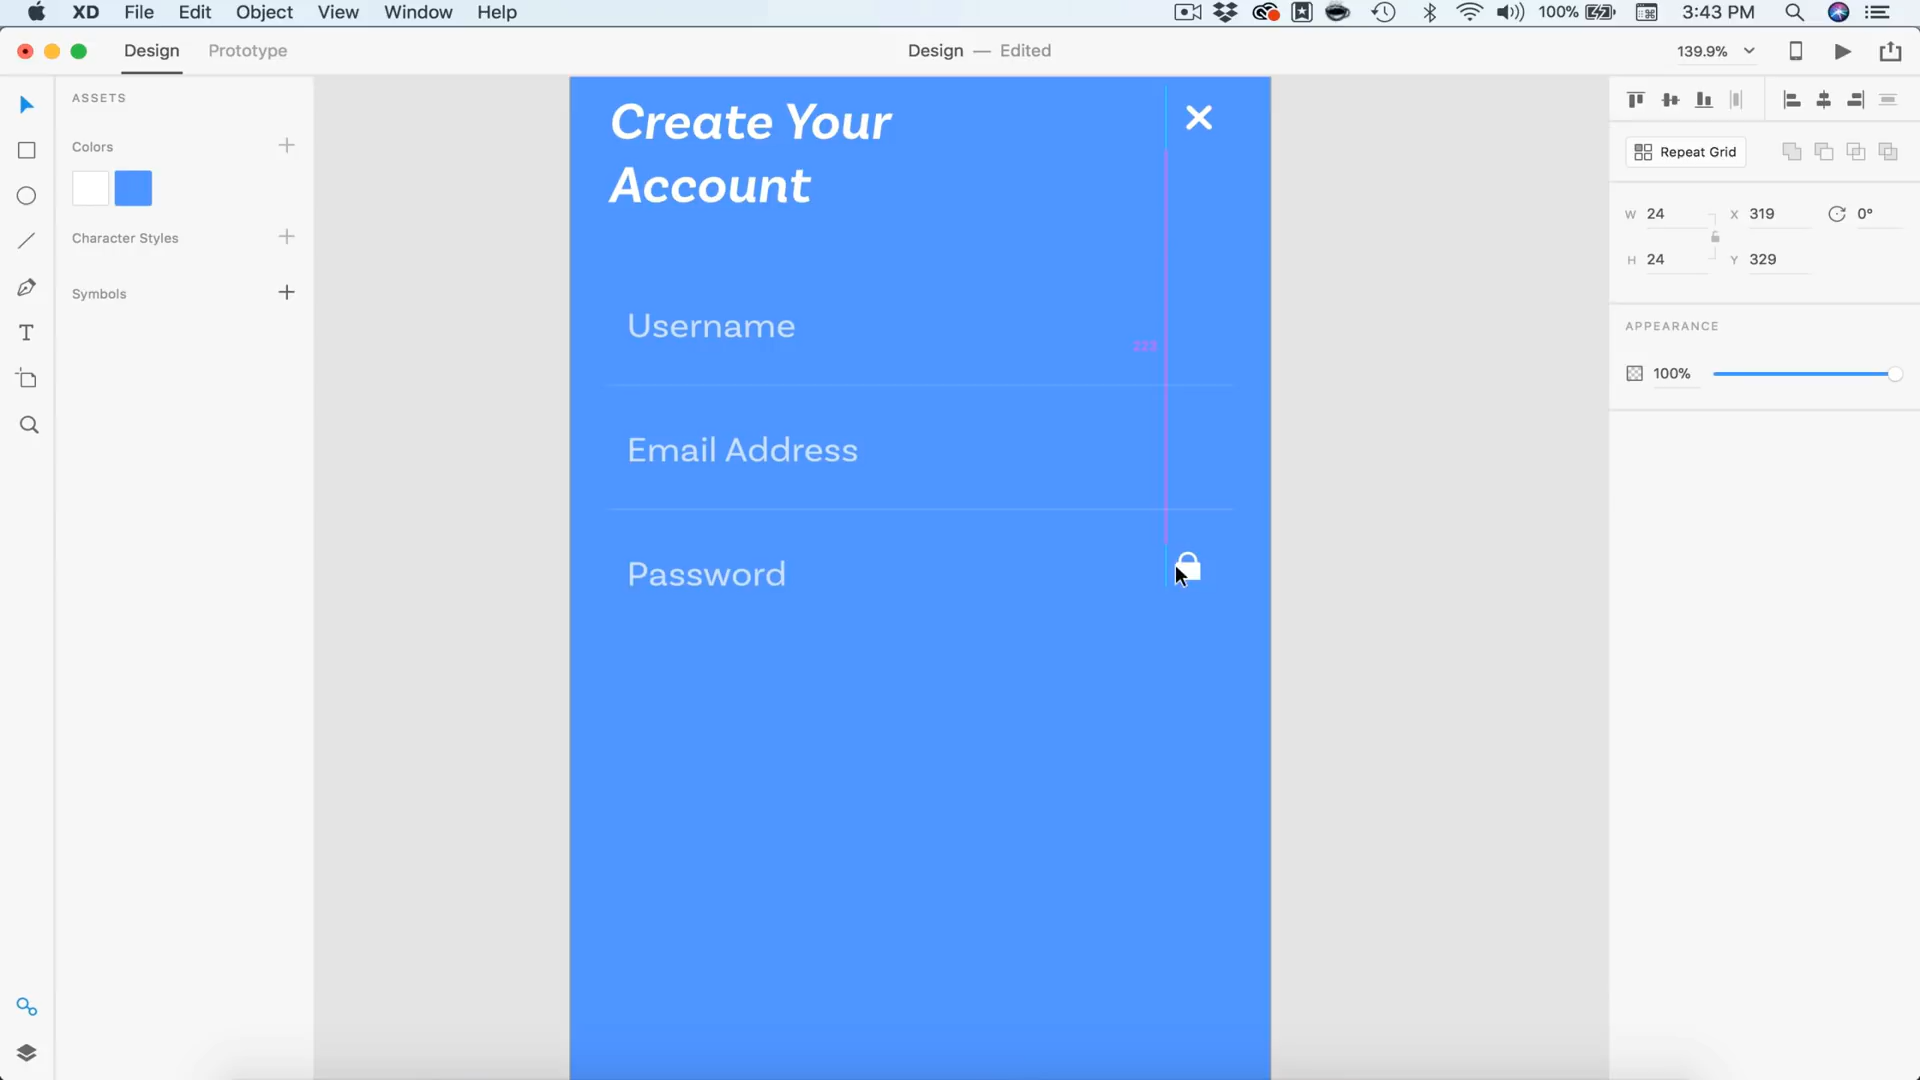 XD File Edit Object View Window Help 100% 3:43 PM
Design Prototype Design — Edited 139.9%
ASSETS
Colors
Character Styles
Symbols
Create Your
Account
Username
223
Email Address
Password
Repeat Grid
W 24 X 319 0°
H 24 Y 329
APPEARANCE
100%